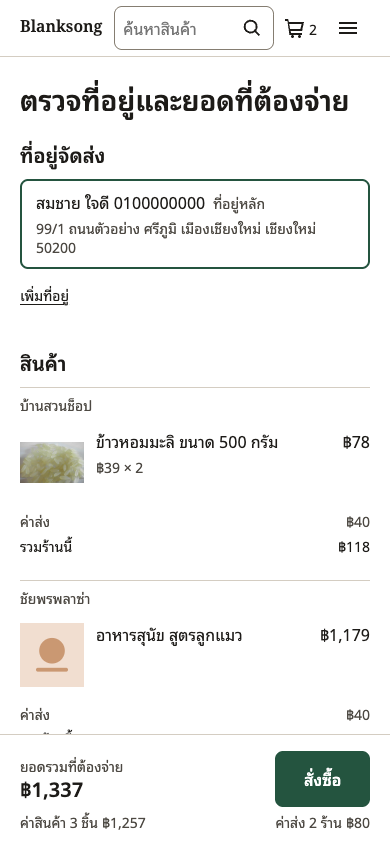 Blanksong
ค้นหาสินค้า
2
ตรวจที่อยู่และยอดที่ต้องจ่าย
ที่อยู่จัดส่ง
สมชาย ใจดี 0100000000 ที่อยู่หลัก
99/1 ถนนตัวอย่าง ศรีภูมิ เมืองเชียงใหม่ เชียงใหม่
50200
เพิ่มที่อยู่
สินค้า
บ้านสวนช็อป
ข้าวหอมมะลิ ขนาด 500 กรัม ฿78
฿39 × 2
ค่าส่ง ฿40
รวมร้านนี้ ฿118
ชัยพรพลาซ่า
อาหารสุนัข สูตรลูกแมว ฿1,179
ค่าส่ง ฿40
ยอดรวมที่ต้องจ่าย
฿1,337
สั่งซื้อ
ค่าสินค้า 3 ชิ้น ฿1,257
ค่าส่ง 2 ร้าน ฿80